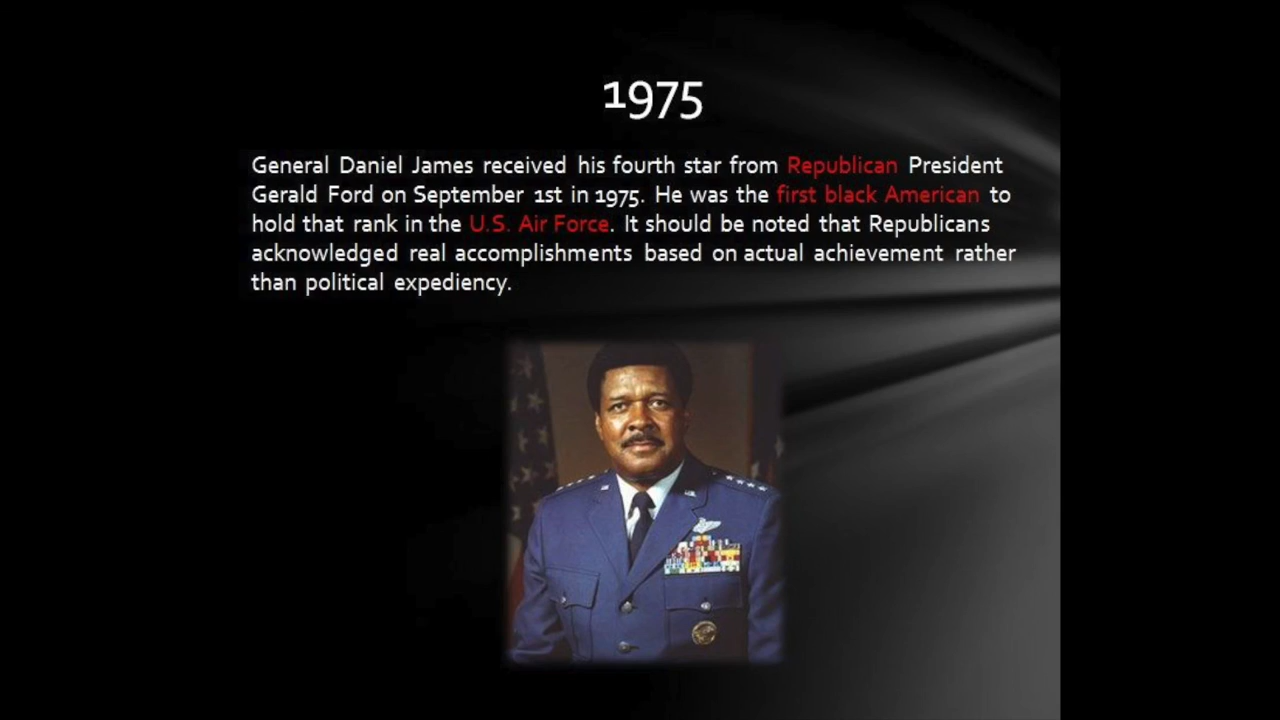 1975
General Daniel James received his fourth star from Republican President
Gerald Ford on September 1st in 1975. He was the first black American to
hold that rank in the U.S. Air Force. It should be noted that Republicans
acknowledged real accomplishments based on actual achievement rather
than political expediency.